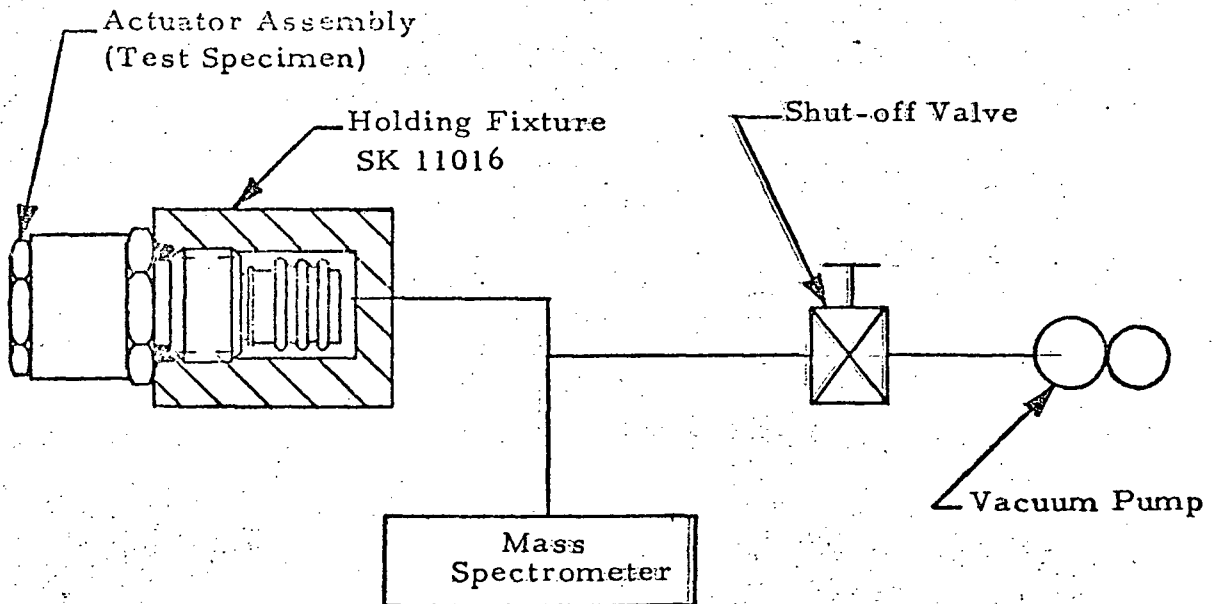 Actuator Assembly
(Test Specimen)
Holding Fixture
SK 11016
Shut-off Valve
Vacuum Pump
Mass
Spectrometer